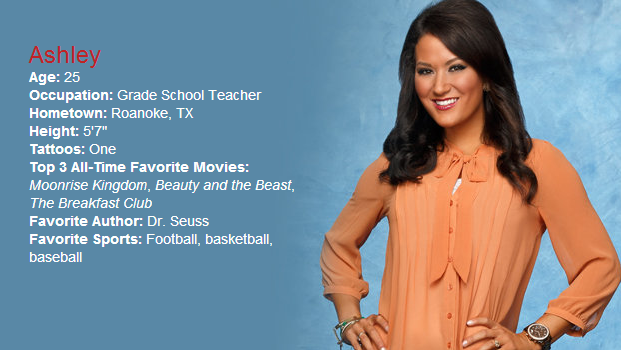 Ashley
Age: 25
Occupation: Grade School Teacher
Hometown: Roanoke, TX
Height: 5'7"
Tattoos: One
Top 3 All-Time Favorite Movies:
Moonrise Kingdom, Beauty and the Beast,
The Breakfast Club
Favorite Author: Dr. Seuss
Favorite Sports: Football, basketball,
baseball